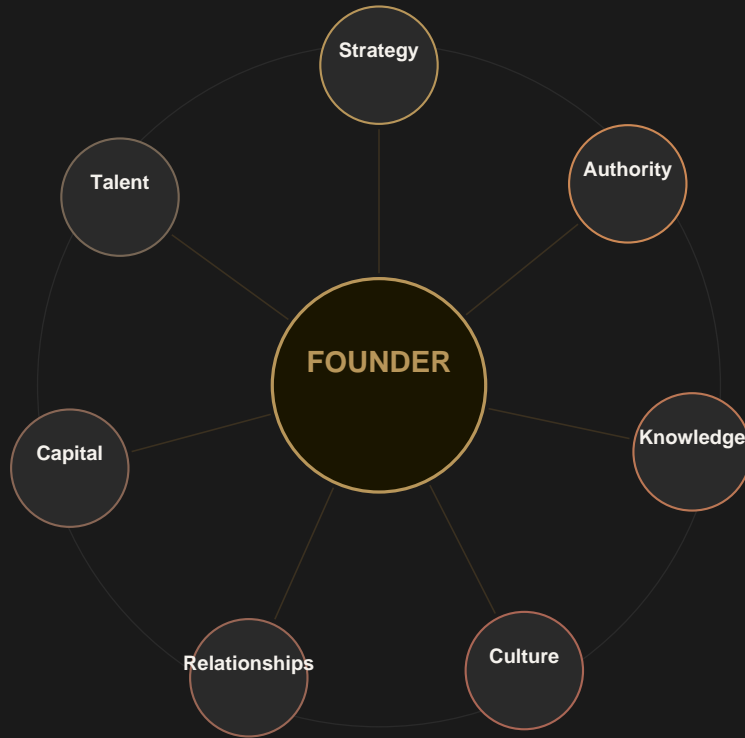 Strategy
Authority
Talent
FOUNDER
Knowledge
Capital
Culture
Relationships